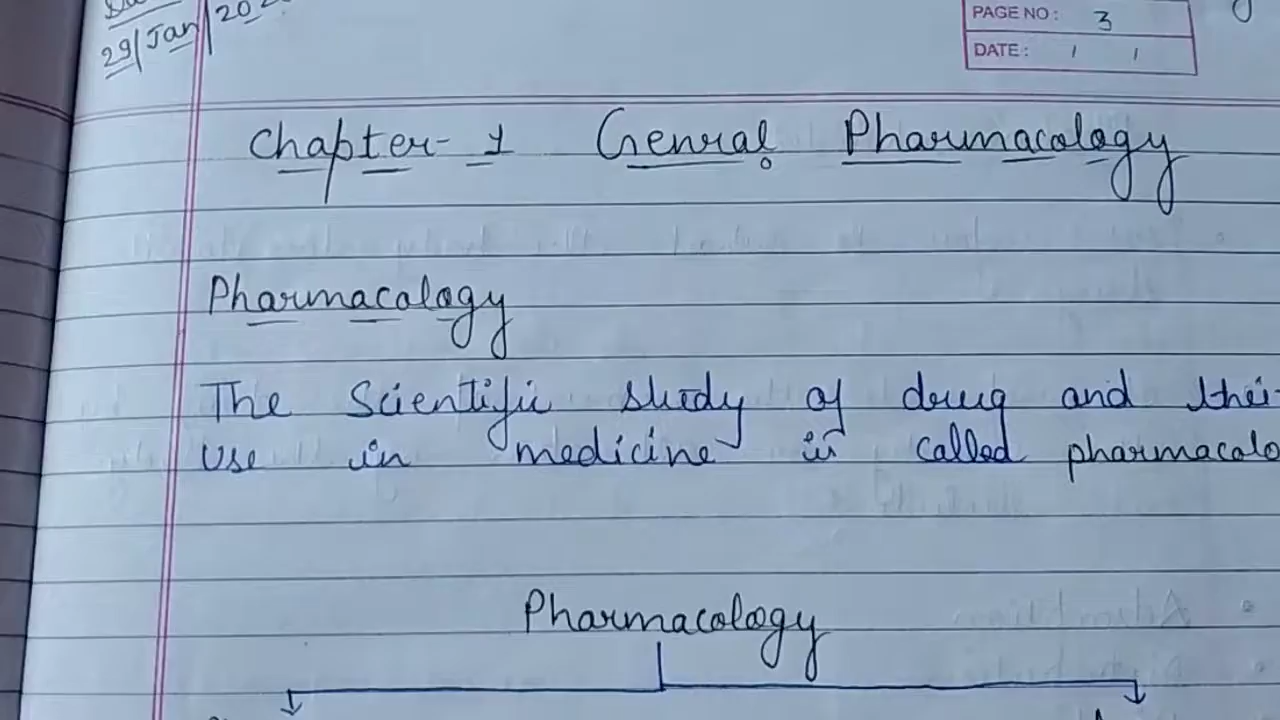 29/Jan/20
PAGE NO: 3
DATE: / /
Chapter-1 Genral Pharmacology
Pharmacology
The Scientific study of drug and their
use in medicine is called pharmacolo
Pharmacology